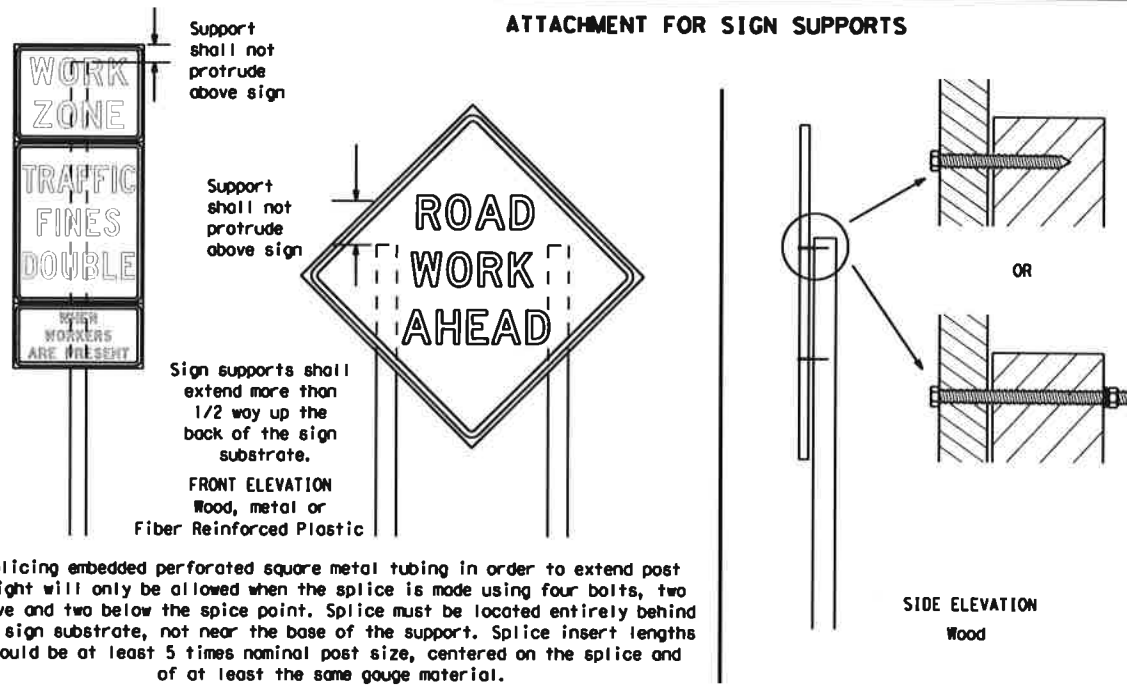 ATTACHMENT FOR SIGN SUPPORTS
Support
shall not
protrude
above sign
WORK
ZONE
TRAFFIC
FINES
DOUBLE
WHEN
WORKERS
ARE PRESENT
Support
shall not
protrude
above sign
ROAD
WORK
AHEAD
Sign supports shall
extend more than
1/2 way up the
back of the sign
substrate.
FRONT ELEVATION
Wood, metal or
Fiber Reinforced Plastic
OR
SIDE ELEVATION
Wood
licing embedded perforated square metal tubing in order to extend post
ight will only be allowed when the splice is made using four bolts, two
ve and two below the spice point. Splice must be located entirely behind
sign substrate, not near the base of the support. Splice insert lengths
ould be at least 5 times nominal post size, centered on the splice and
of at least the same gauge material.